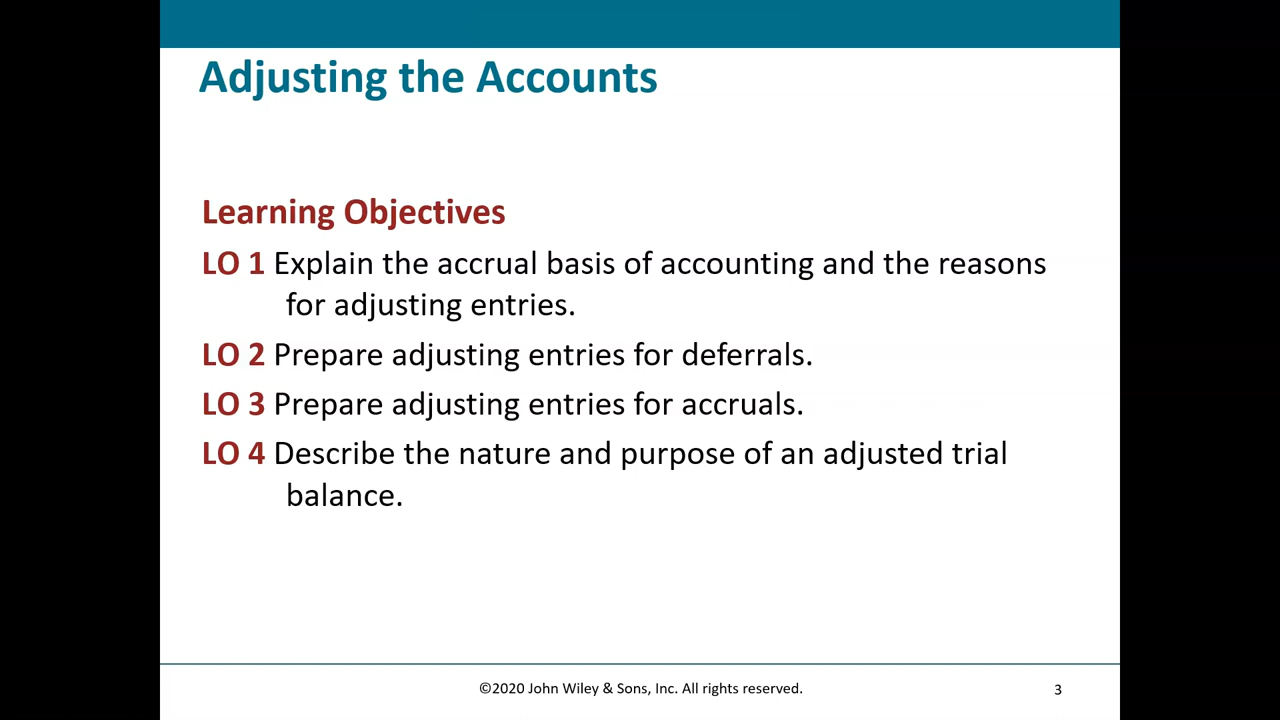 Adjusting the Accounts
Learning Objectives
LO 1 Explain the accrual basis of accounting and the reasons
for adjusting entries.
LO 2 Prepare adjusting entries for deferrals.
LO 3 Prepare adjusting entries for accruals.
LO 4 Describe the nature and purpose of an adjusted trial
balance.
©2020 John Wiley & Sons, Inc. All rights reserved.
3